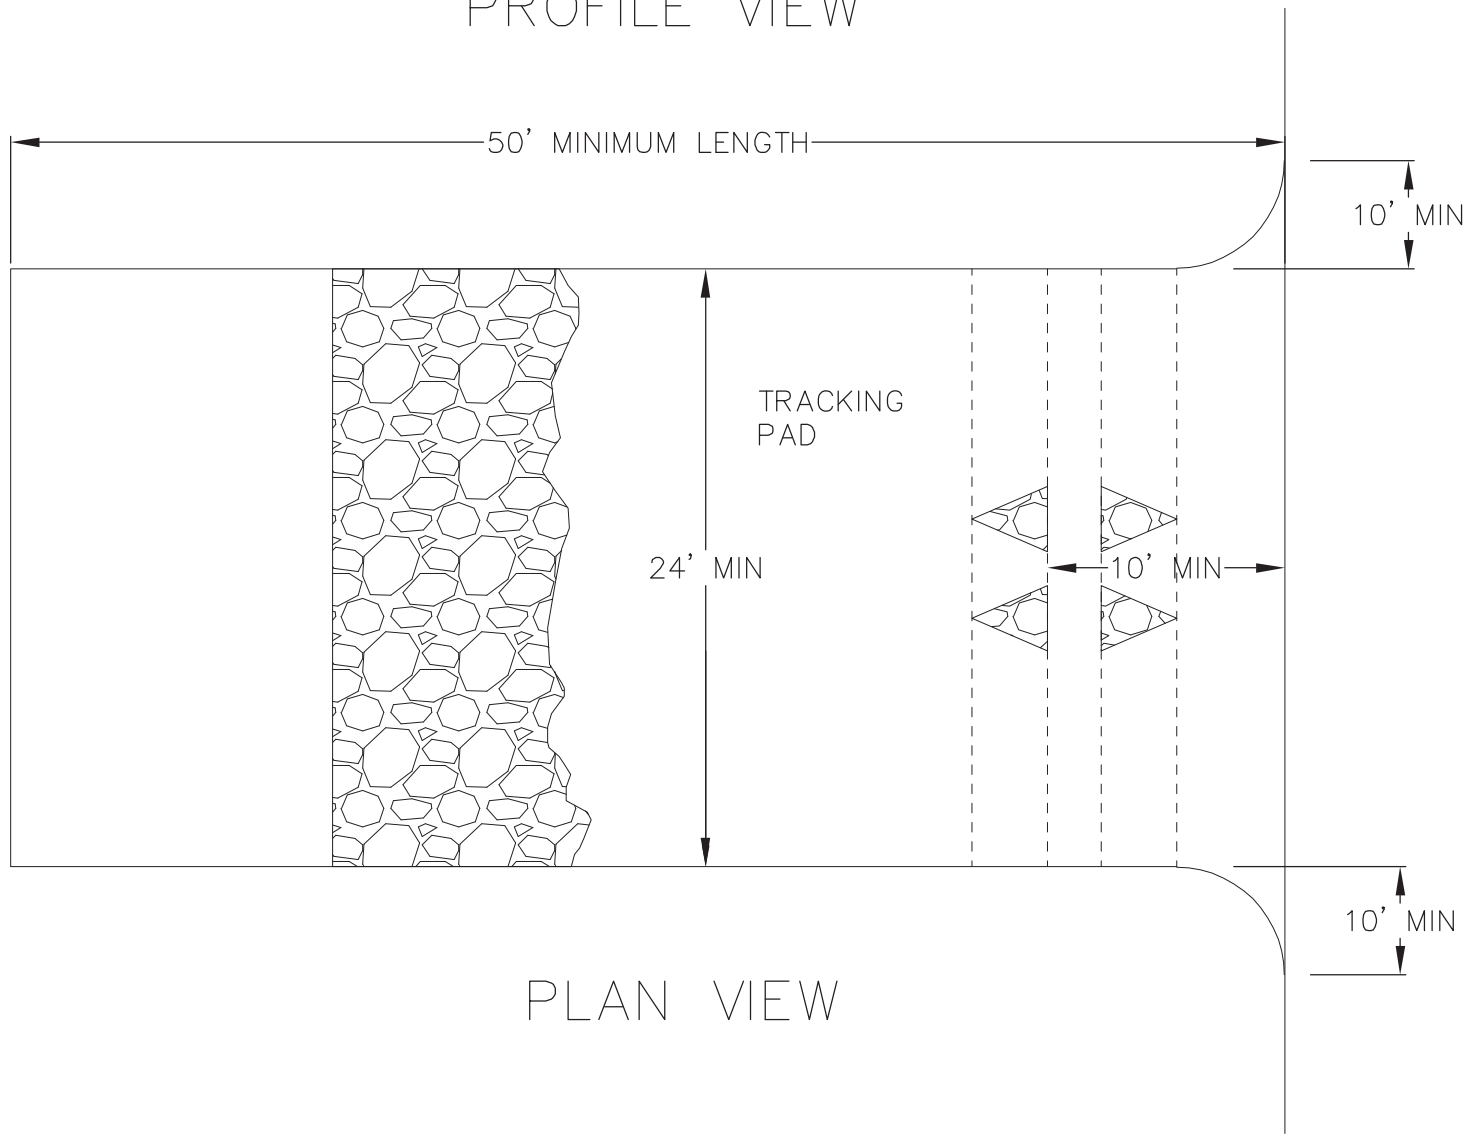 PROFILE VIEW
50' MINIMUM LENGTH
10' MIN
TRACKING
PAD
24' MIN
10' MIN
10' MIN
PLAN VIEW